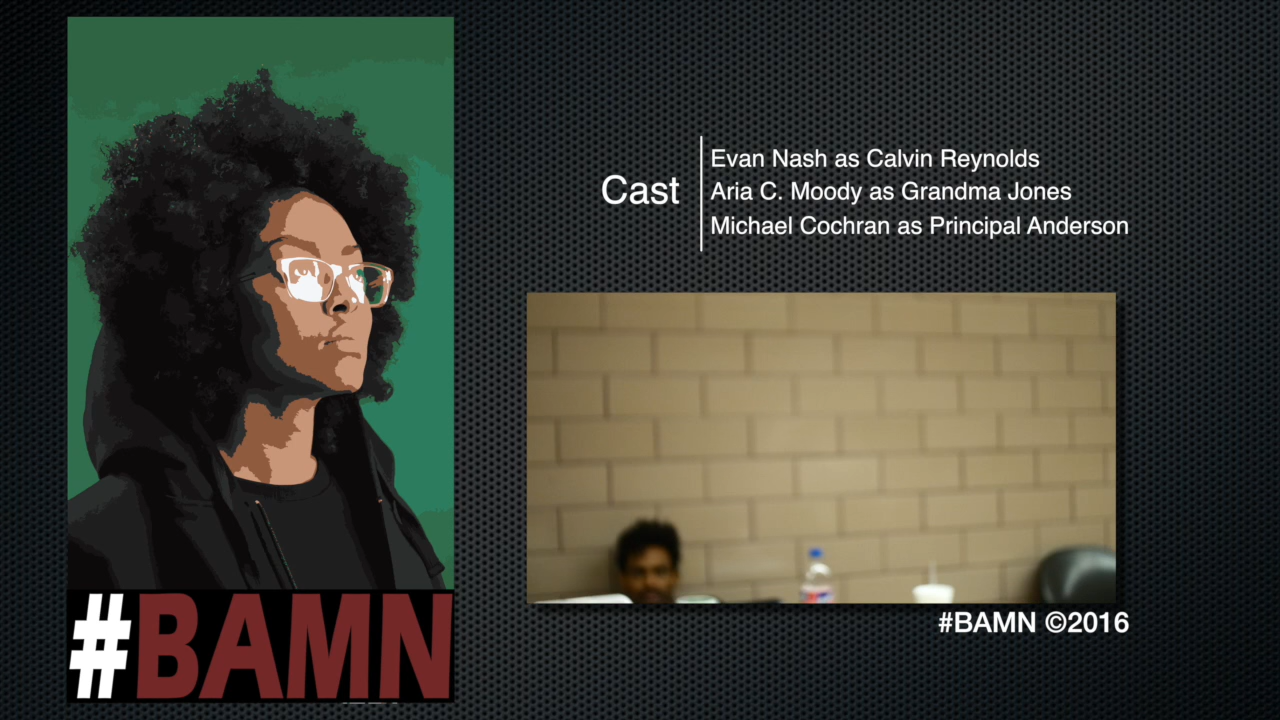 Cast
Evan Nash as Calvin Reynolds
Aria C. Moody as Grandma Jones
Michael Cochran as Principal Anderson
#BAMN ©2016
#BAMN